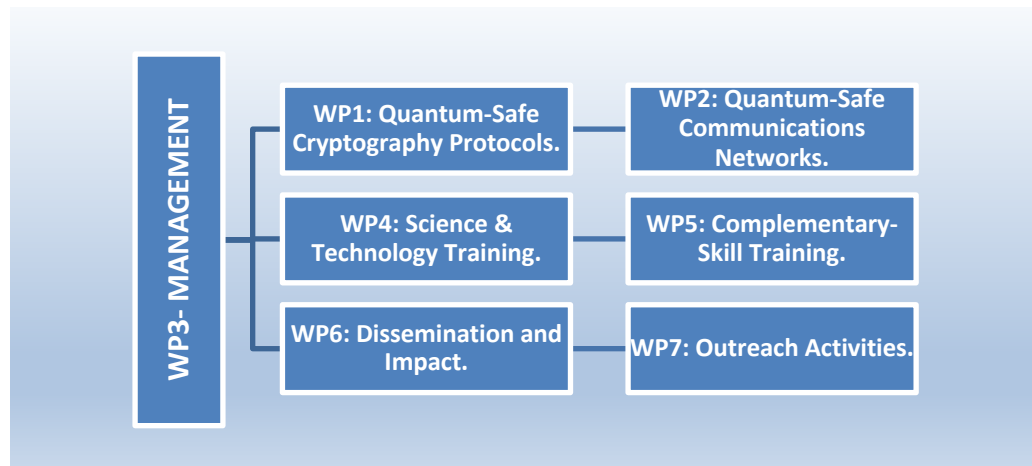 WP3- MANAGEMENT
WP1: Quantum-Safe
Cryptography Protocols.
WP2: Quantum-Safe
Communications
Networks.
WP4: Science &
Technology Training.
WP5: Complementary-
Skill Training.
WP6: Dissemination and
Impact.
WP7: Outreach Activities.